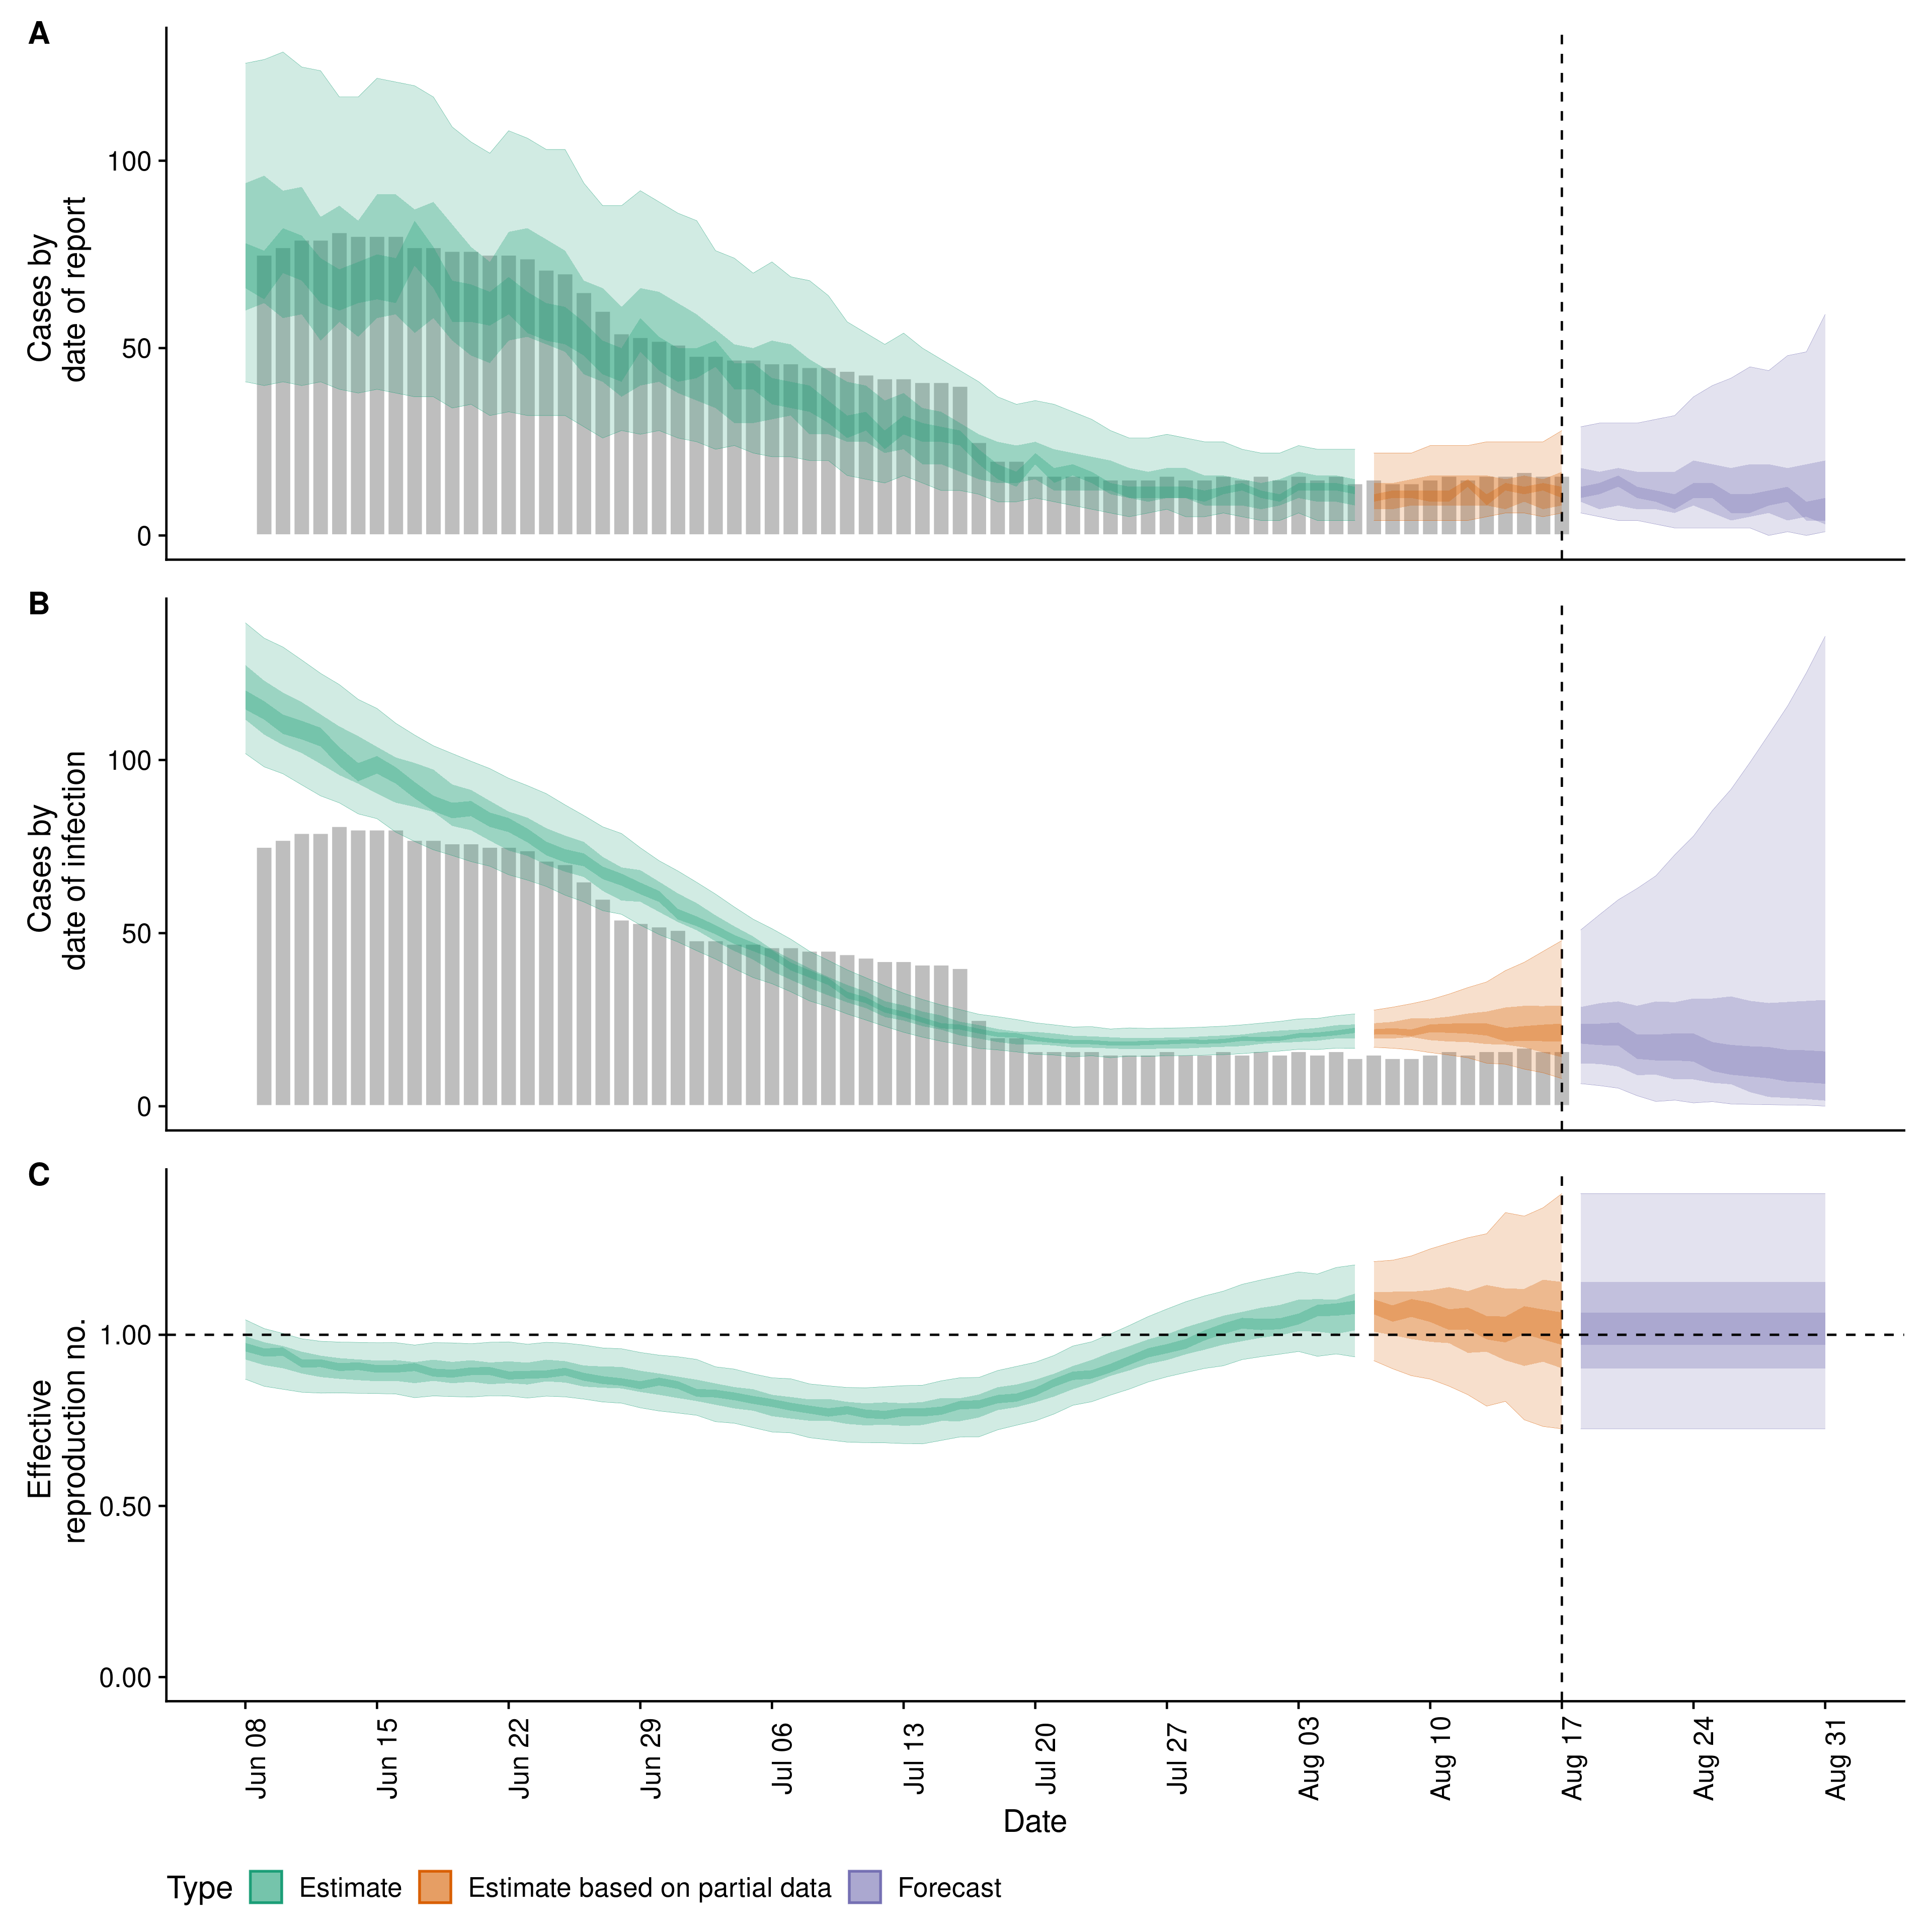 A
Cases by
date of report
100
50
0
B
Cases by
date of infection
100
50
0
C
Effective
reproduction no.
1.00
0.50
0.00
Jun 08
Jun 15
Jun 22
Jun 29
Jul 06
Jul 13
Jul 20
Jul 27
Aug 03
Aug 10
Aug 17
Aug 24
Aug 31
Date
Type Estimate Estimate based on partial data Forecast